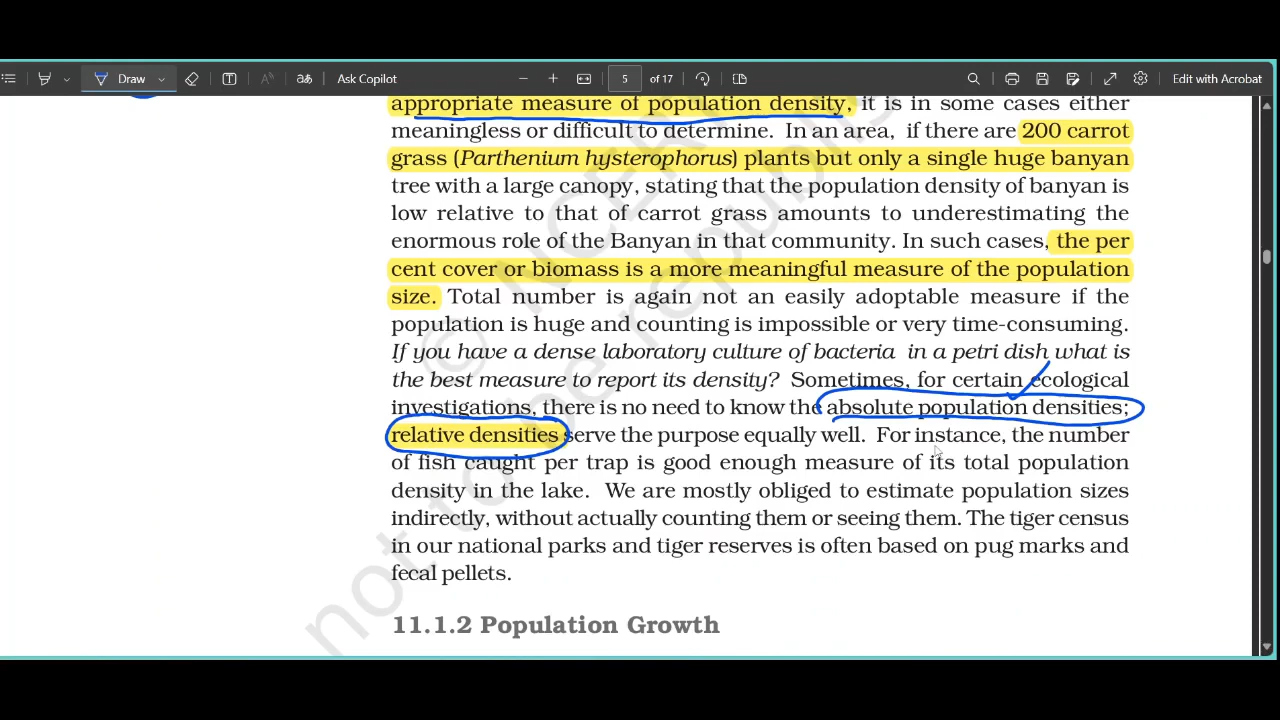 Draw
A
aあ
Ask Copilot
5
of 17
Edit with Acrobat
appropriate measure of population density, it is in some cases either
meaningless or difficult to determine. In an area, if there are 200 carrot
grass (Parthenium hysterophorus) plants but only a single huge banyan
tree with a large canopy, stating that the population density of banyan is
low relative to that of carrot grass amounts to underestimating the
enormous role of the Banyan in that community. In such cases, the per
cent cover or biomass is a more meaningful measure of the population
size. Total number is again not an easily adoptable measure if the
population is huge and counting is impossible or very time-consuming.
If you have a dense laboratory culture of bacteria in a petri dish what is
the best measure to report its density? Sometimes, for certain ecological
investigations, there is no need to know the absolute population densities;
relative densities serve the purpose equally well. For instance, the number
of fish caught per trap is good enough measure of its total population
density in the lake. We are mostly obliged to estimate population sizes
indirectly, without actually counting them or seeing them. The tiger census
in our national parks and tiger reserves is often based on pug marks and
fecal pellets.
11.1.2 Population Growth
© NCER
not to be republis